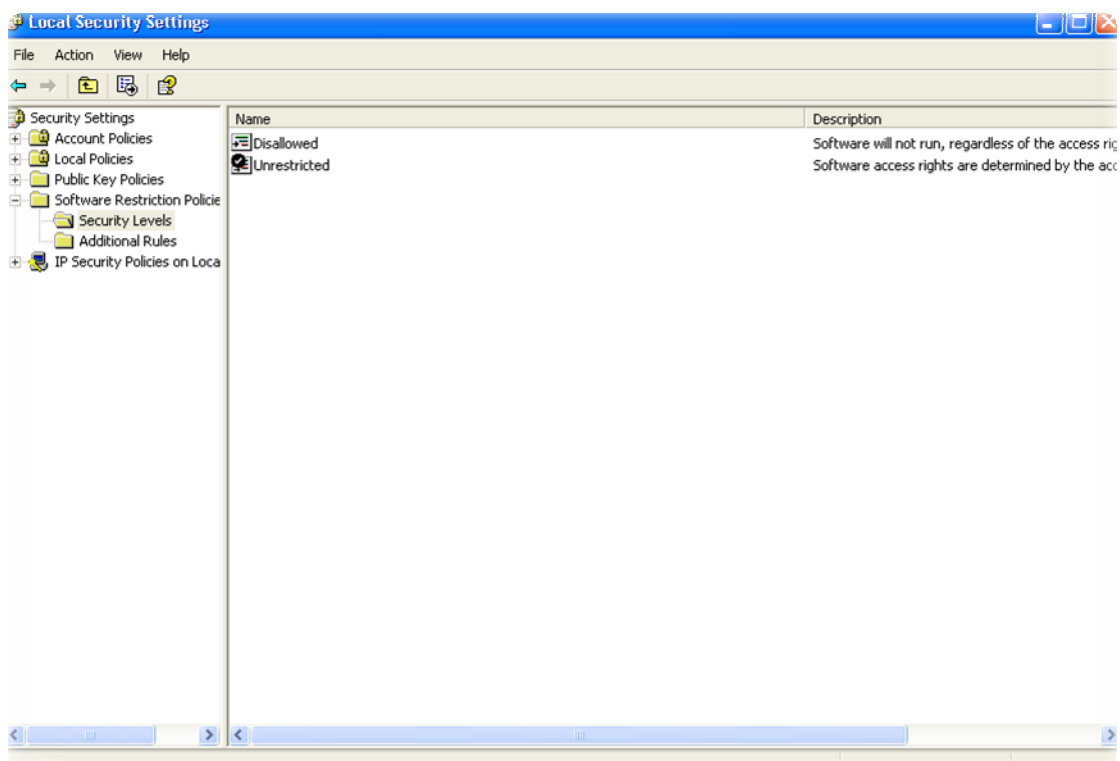 Local Security Settings
File Action View Help
Security Settings
Account Policies
Local Policies
Public Key Policies
Software Restriction Policie
Security Levels
Additional Rules
IP Security Policies on Loca
Name Description
Disallowed Software will not run, regardless of the access rig
Unrestricted Software access rights are determined by the acc